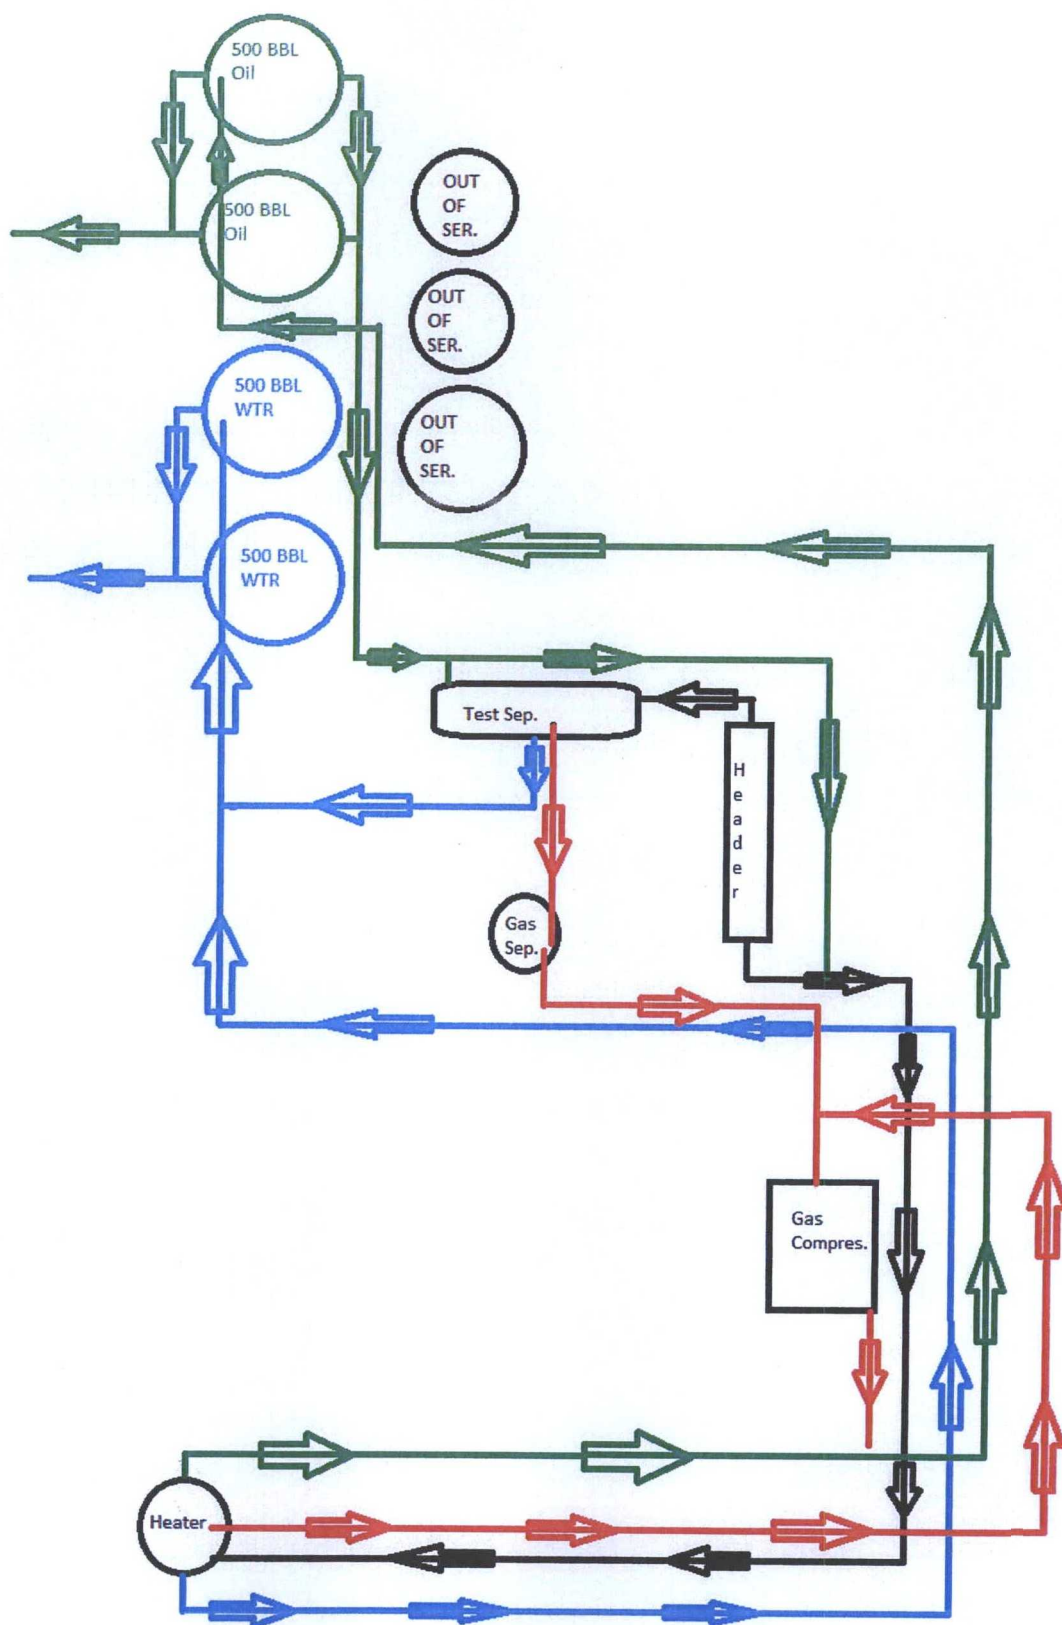 500 BBL
Oil
500 BBL
Oil
OUT
OF
SER.
OUT
OF
SER.
OUT
OF
SER.
500 BBL
WTR
500 BBL
WTR
Test Sep.
H
e
a
d
e
r
Gas
Sep.
Gas
Compres.
Heater